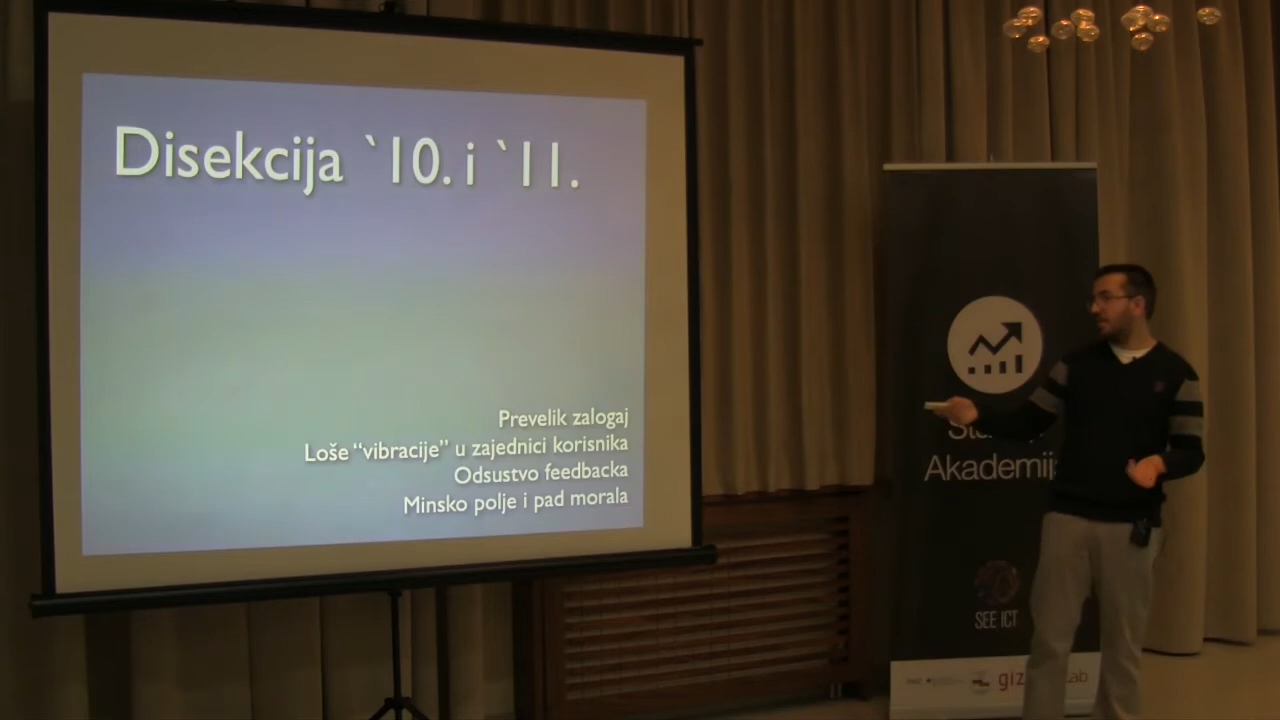 Disekcija `10. i `11.
Prevelik zalogaj
Loše “vibracije” u zajednici korisnika
Odsustvo feedbacka
Minsko polje i pad morala
Akademij
SEE ICT
giz